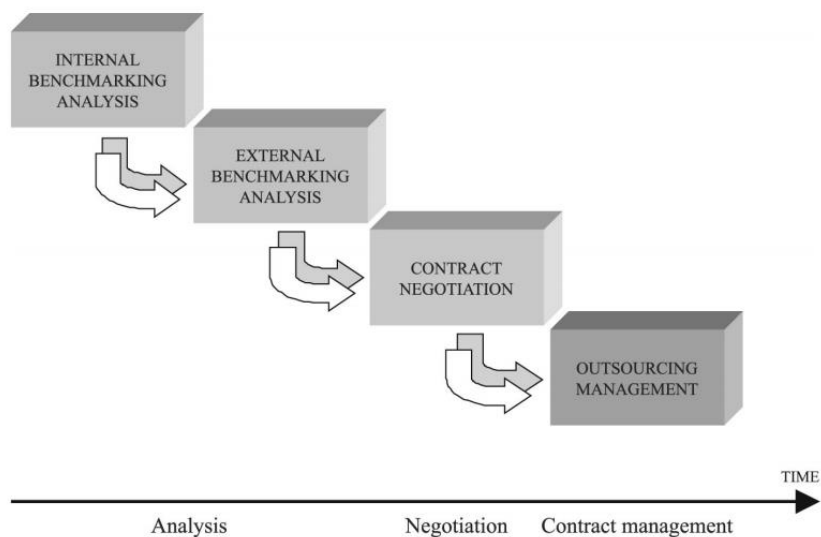 INTERNAL
BENCHMARKING
ANALYSIS
EXTERNAL
BENCHMARKING
ANALYSIS
CONTRACT
NEGOTIATION
OUTSOURCING
MANAGEMENT
TIME
Analysis
Negotiation
Contract management